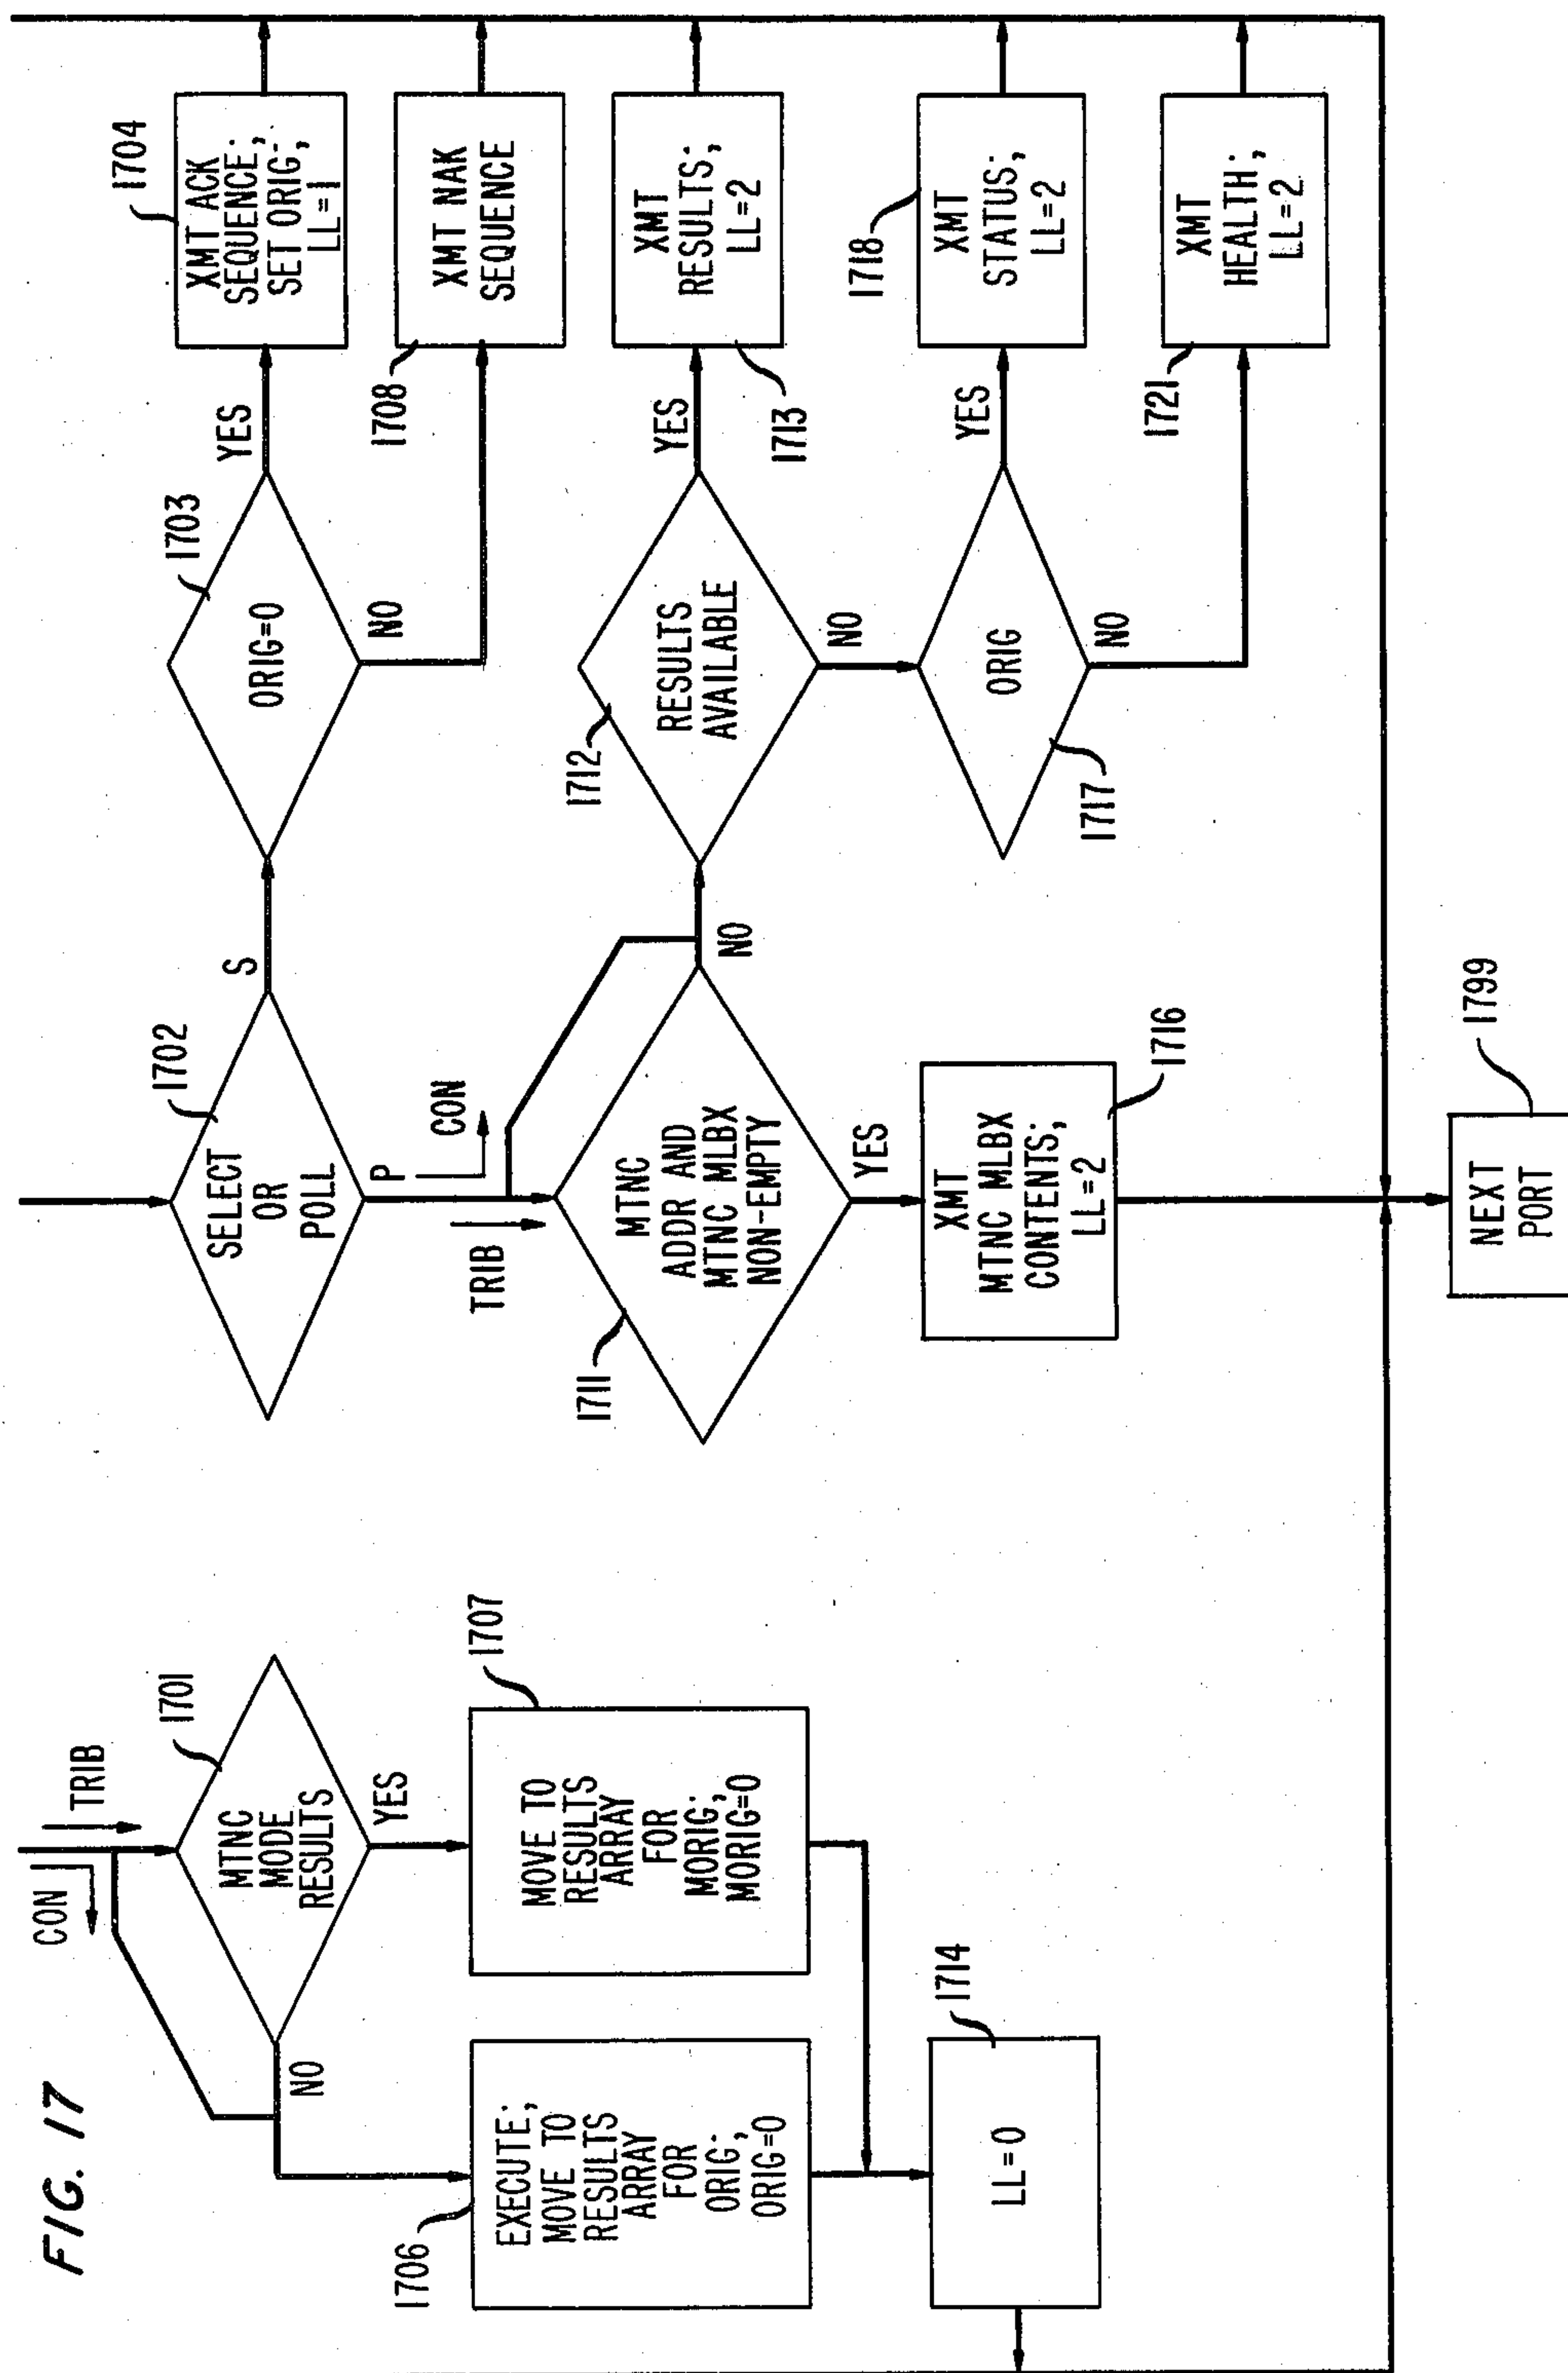 FIG. 17
CON
TRIB
1701
MTNC
MODE
RESULTS
NO
YES
1706
EXECUTE;
MOVE TO
RESULTS
ARRAY
FOR
ORIG;
ORIG=0
1707
MOVE TO
RESULTS
ARRAY
FOR
MORIG;
MORIG=0
1714
LL=0
1702
SELECT
OR
POLL
S
P
CON
TRIB
1703
ORIG=0
YES
NO
1704
XMT ACK
SEQUENCE;
SET ORIG-,
LL=1
1708
XMT NAK
SEQUENCE
1711
MTNC
ADDR AND
MTNC MLBX
NON-EMPTY
NO
YES
1712
RESULTS
AVAILABLE
YES
NO
1713
XMT
RESULTS;
LL=2
1716
XMT
MTNC MLBX
CONTENTS;
LL=2
1717
ORIG
YES
NO
1718
XMT
STATUS;
LL=2
1721
XMT
HEALTH;
LL=2
1799
NEXT
PORT